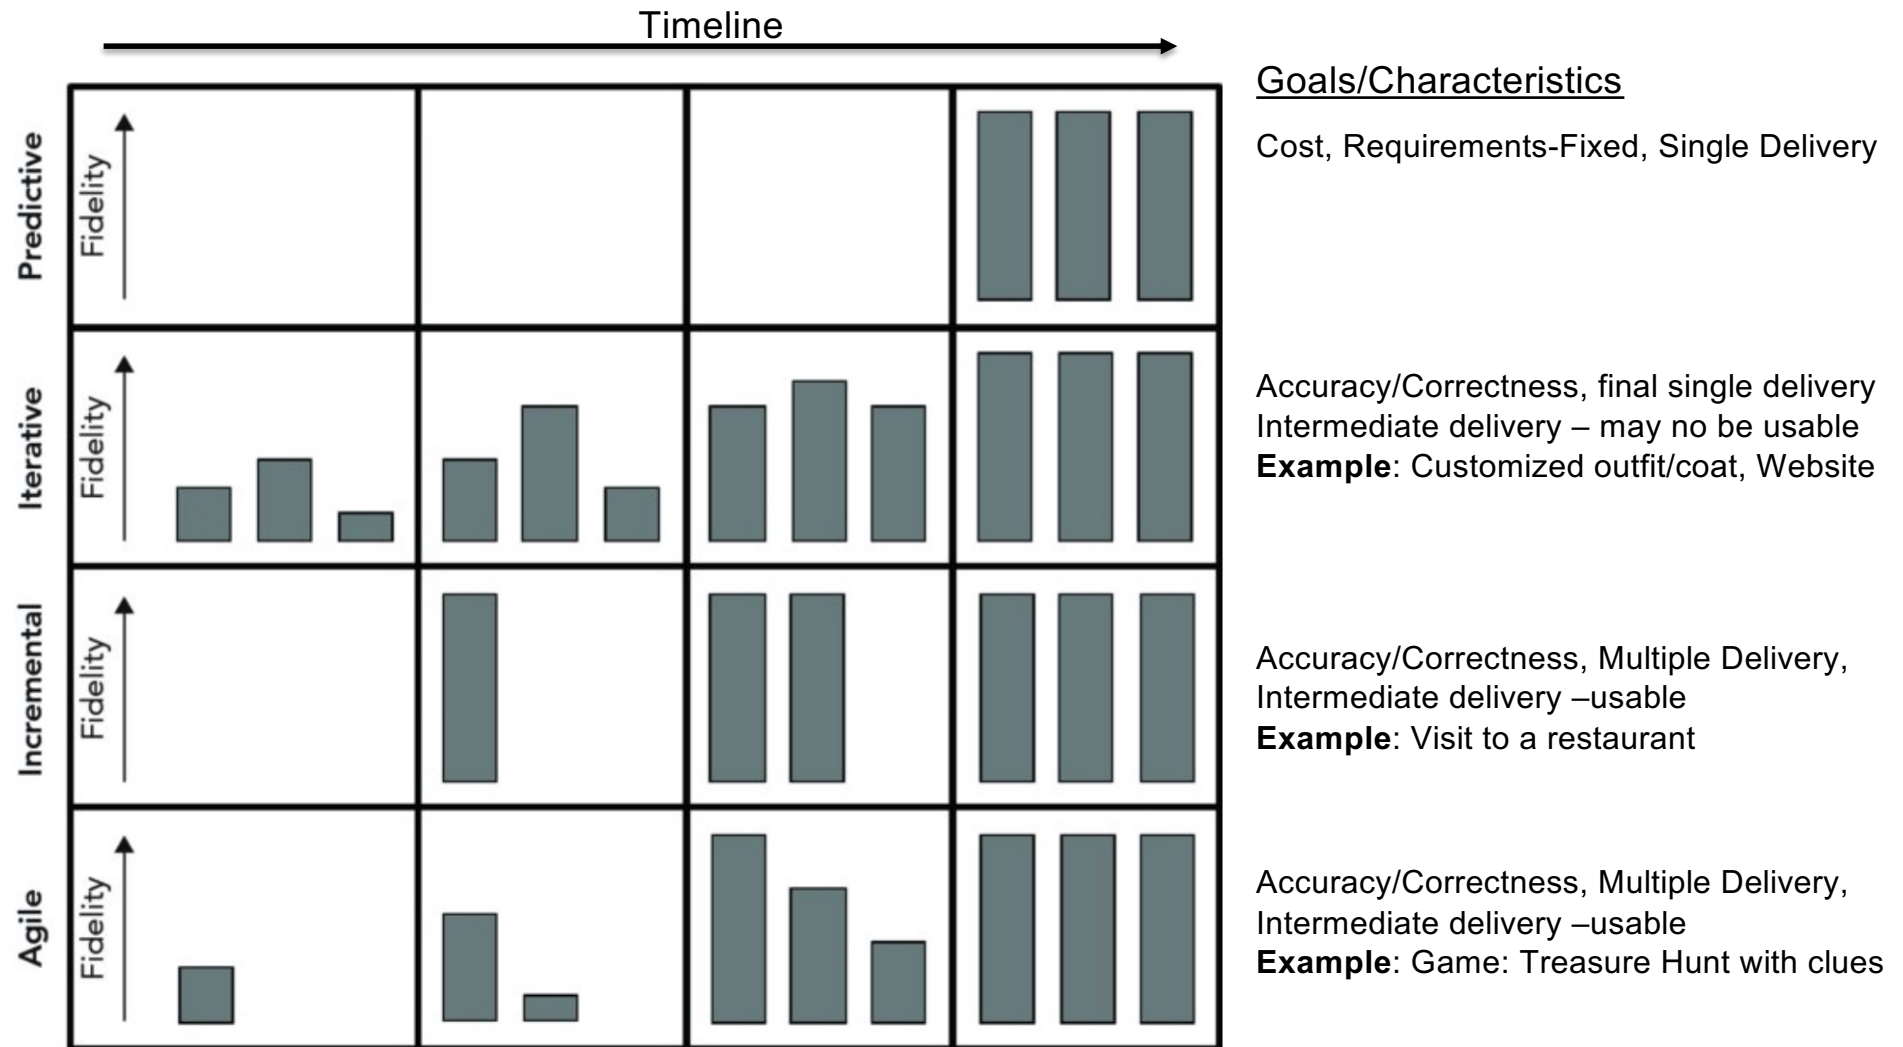 Timeline
Goals/Characteristics
Predictive
Fidelity
Cost, Requirements-Fixed, Single Delivery
Iterative
Fidelity
Accuracy/Correctness, final single delivery
Intermediate delivery – may no be usable
Example: Customized outfit/coat, Website
Incremental
Fidelity
Accuracy/Correctness, Multiple Delivery,
Intermediate delivery –usable
Example: Visit to a restaurant
Agile
Fidelity
Accuracy/Correctness, Multiple Delivery,
Intermediate delivery –usable
Example: Game: Treasure Hunt with clues